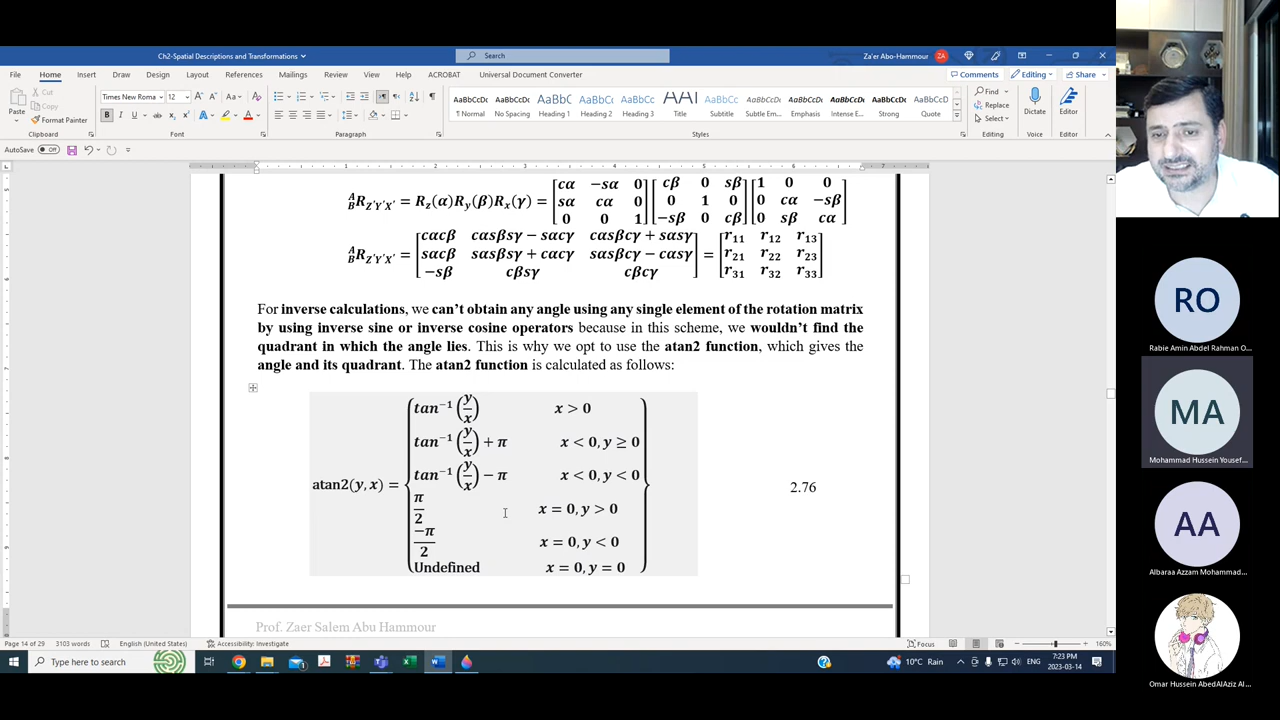 Ch2-Spatial Descriptions and Transformations
Search
Za'er Abo-Hammour ZA
File Home Insert Draw Design Layout References Mailings Review View Help ACROBAT Universal Document Converter Comments Editing Share
Paste
Cut
Copy
Format Painter
Times New Roma 12
AaBbCcDc AaBbCcDc AaBbC AaBbCc AaBbCc AAI AaBbCc AaBbCcDc AaBbCcDc AaBbCcDc AaBbCcDc AaBbCcD
¶ Normal No Spacing Heading 1 Heading 2 Heading 3 Title Subtitle Subtle Em... Emphasis Intense E... Strong Quote
Find
Replace
Select
Dictate
Editor
Clipboard Font Paragraph Styles Editing Voice Editor
AutoSave Off
ᴬ_B R_Z'Y'X' = R_z(α)R_y(β)R_x(γ) = [cα −sα 0; sα cα 0; 0 0 1] [cβ 0 sβ; 0 1 0; −sβ 0 cβ] [1 0 0; 0 cα −sβ; 0 sβ cα]
ᴬ_B R_Z'Y'X' = [cαcβ cαsβsγ − sαcγ cαsβcγ + sαsγ; sαcβ sαsβsγ + cαcγ sαsβcγ − cαsγ; −sβ cβsγ cβcγ] = [r₁₁ r₁₂ r₁₃; r₂₁ r₂₂ r₂₃; r₃₁ r₃₂ r₃₃]
For inverse calculations, we can't obtain any angle using any single element of the rotation matrix
by using inverse sine or inverse cosine operators because in this scheme, we wouldn't find the
quadrant in which the angle lies. This is why we opt to use the atan2 function, which gives the
angle and its quadrant. The atan2 function is calculated as follows:
atan2(y, x) =
tan⁻¹(y/x) x > 0
tan⁻¹(y/x) + π x < 0, y ≥ 0
tan⁻¹(y/x) − π x < 0, y < 0
π/2 x = 0, y > 0
−π/2 x = 0, y < 0
Undefined x = 0, y = 0
2.76
Prof. Zaer Salem Abu Hammour
Page 14 of 29 3103 words English (United States) Accessibility: Investigate Focus 160%
Type here to search
10°C Rain
ENG
7:23 PM
2023-03-14
RO
Rabie Amin Abdel Rahman O...
MA
Mohammad Hussein Yousef...
AA
Albaraa Azzam Mohammad...
Omar Hussein AbedAlAziz Al...